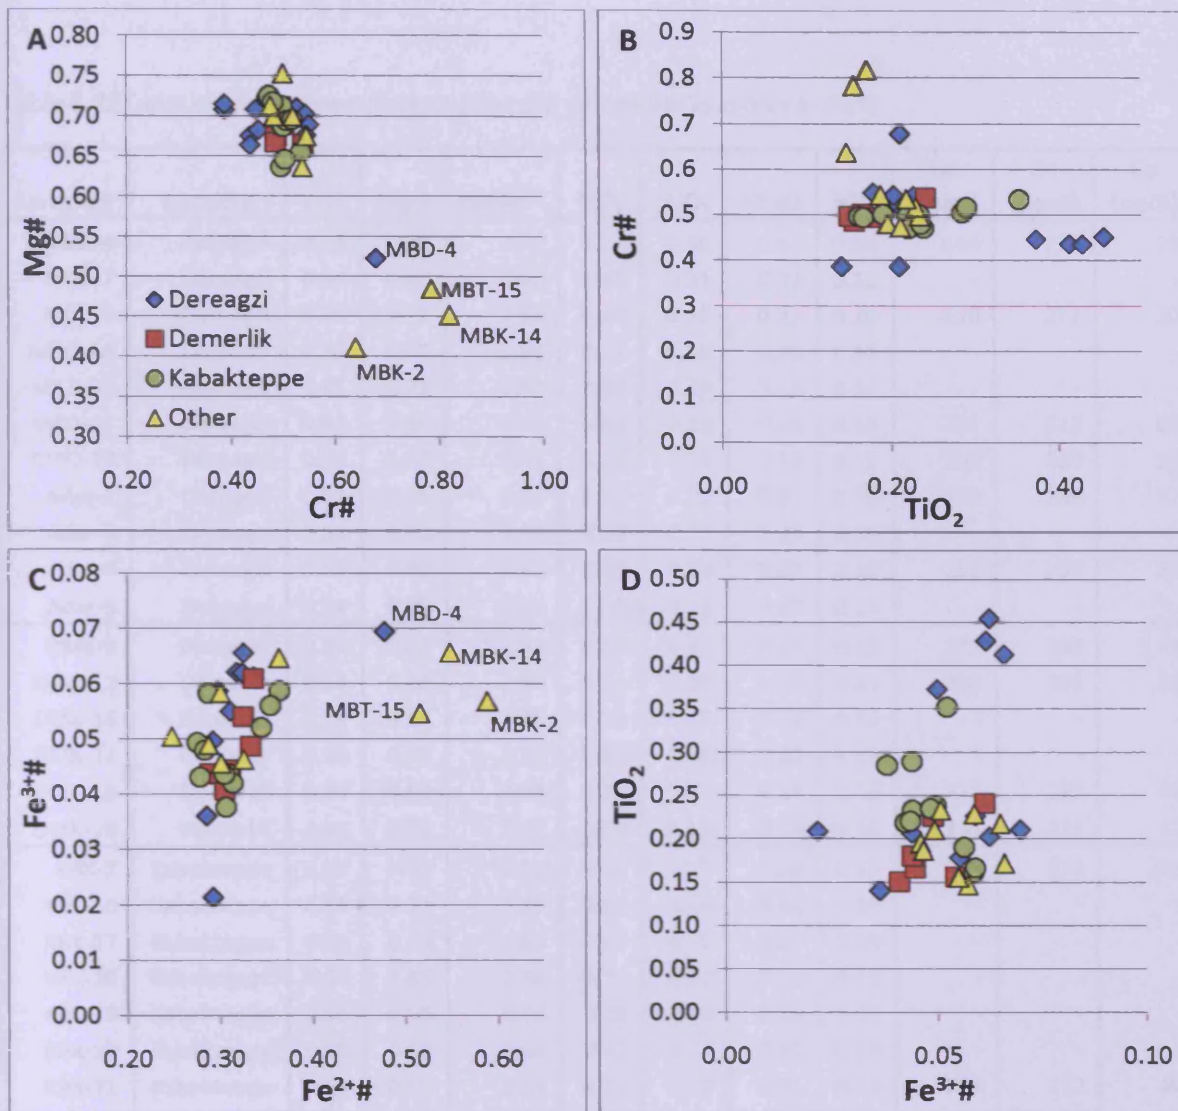 A
0.80
0.75
0.70
0.65
0.60
0.55
0.50
0.45
0.40
0.35
0.30
Mg#
MBD-4
MBT-15
MBK-14
MBK-2
Dereagzi
Demerlik
Kabakteppe
Other
0.20 0.40 0.60 0.80 1.00
Cr#
B
0.9
0.8
0.7
0.6
0.5
0.4
0.3
0.2
0.1
0.0
Cr#
0.00 0.20 0.40
TiO₂
C
0.08
0.07
0.06
0.05
0.04
0.03
0.02
0.01
0.00
Fe³⁺#
MBD-4
MBK-14
MBT-15
MBK-2
0.20 0.30 0.40 0.50 0.60
Fe²⁺#
D
0.50
0.45
0.40
0.35
0.30
0.25
0.20
0.15
0.10
0.05
0.00
TiO₂
0.00 0.05 0.10
Fe³⁺#